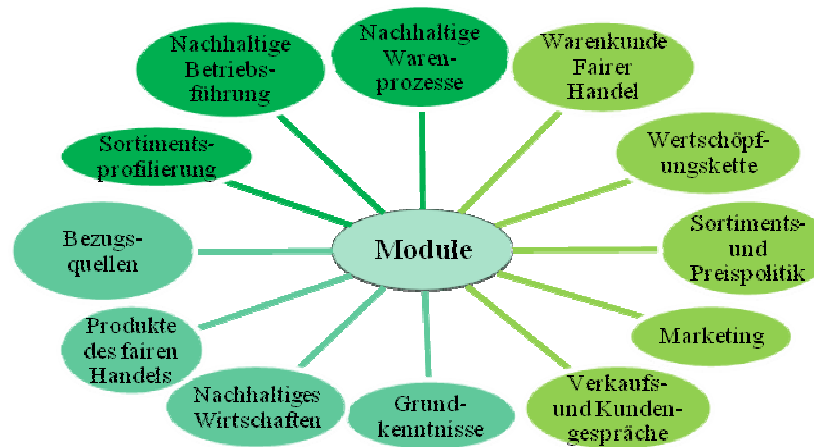 Nachhaltige
Betriebs-
führung
Nachhaltige
Waren-
prozesse
Warenkunde
Fairer
Handel
Sortiments-
profilierung
Wertschöpf-
ungskette
Bezugs-
quellen
Module
Sortiments-
und
Preispolitik
Produkte
des fairen
Handels
Marketing
Nachhaltiges
Wirtschaften
Grund-
kenntnisse
Verkaufs-
und Kunden-
gespräche